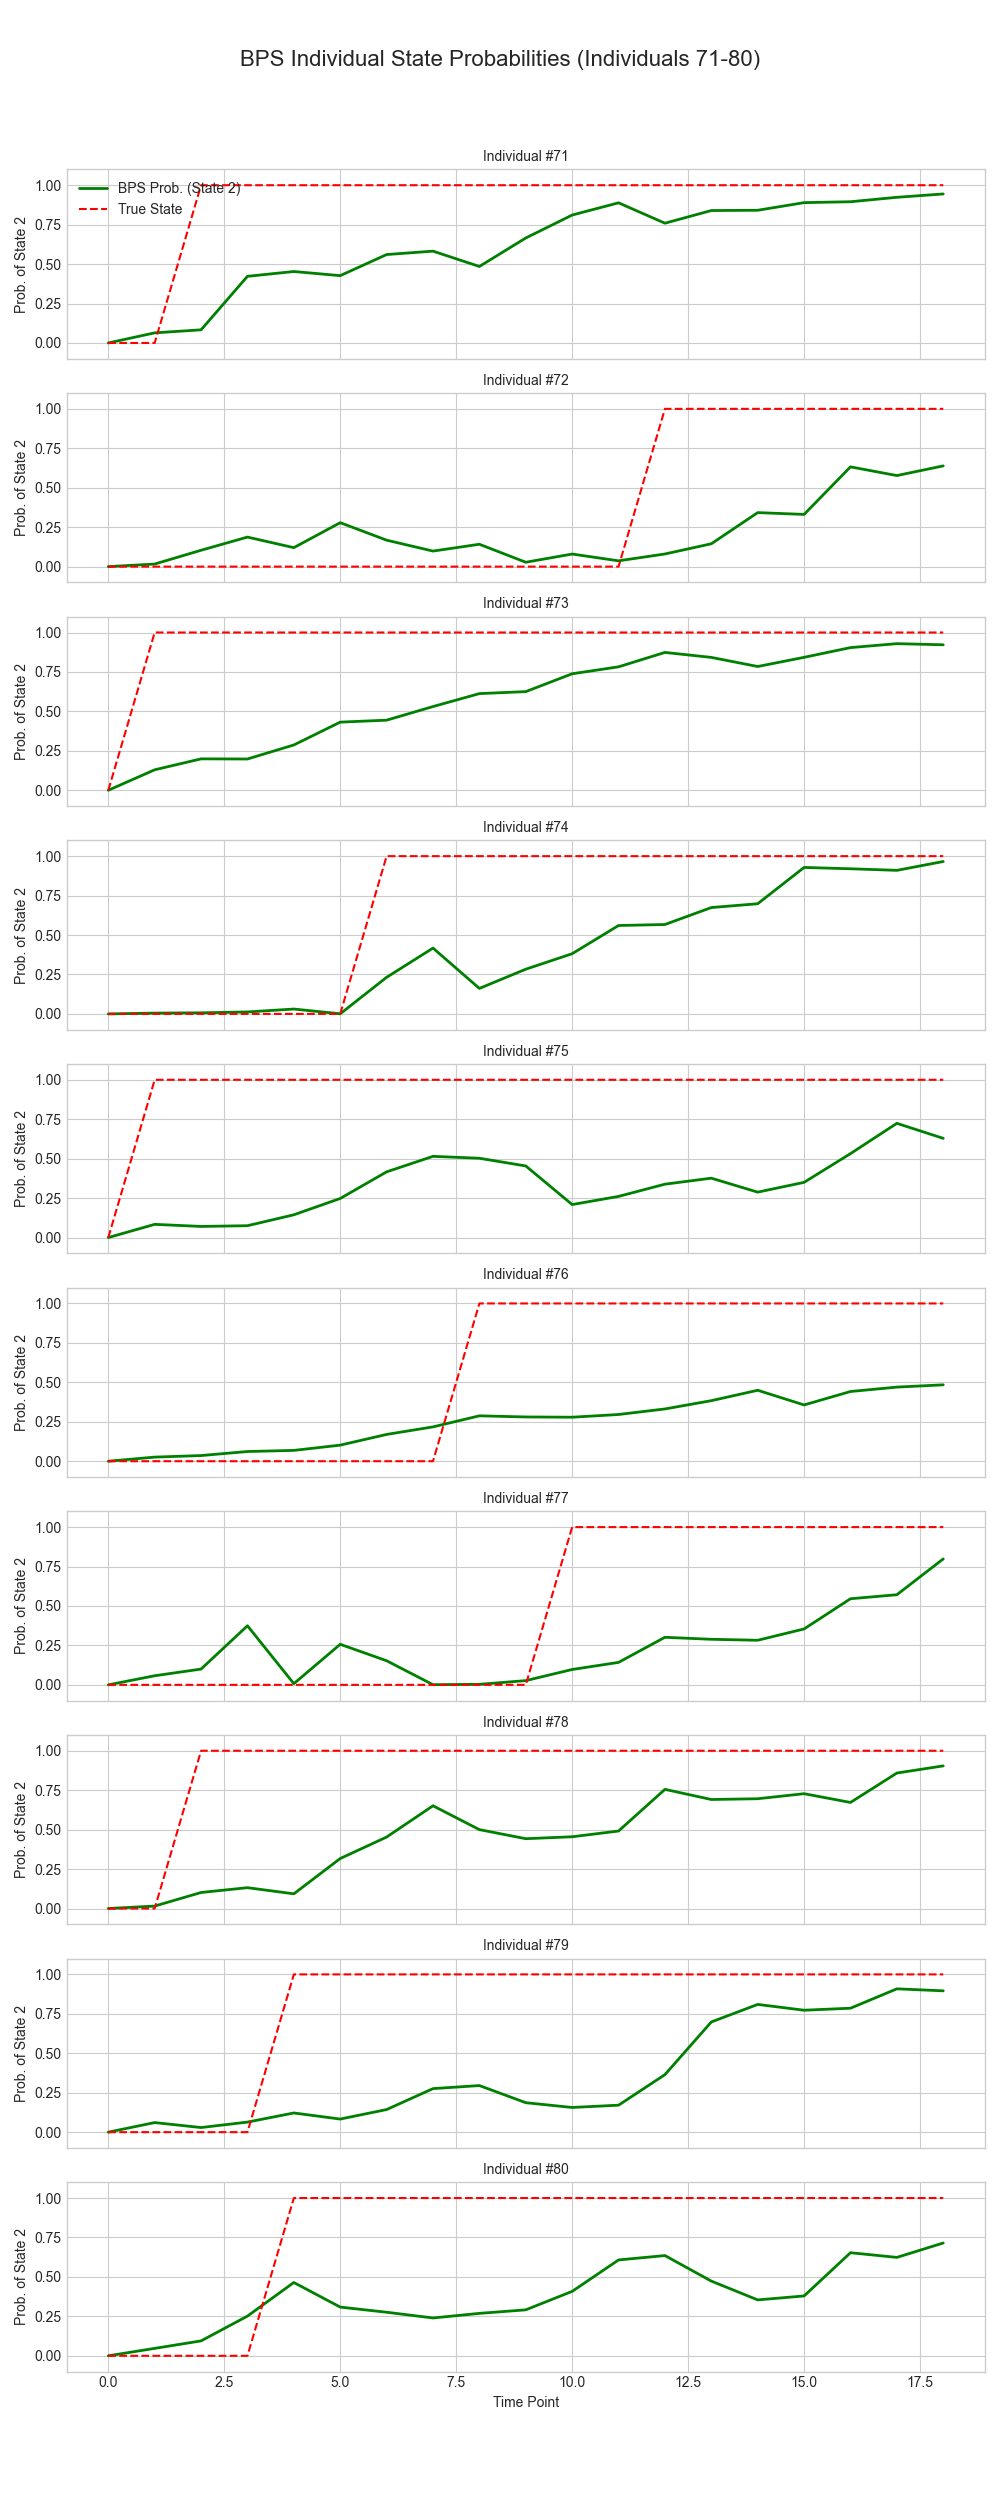 BPS Individual State Probabilities (Individuals 71-80)
Individual #71
BPS Prob. (State 2)
True State
Prob. of State 2
1.00
0.75
0.50
0.25
0.00
Individual #72
Prob. of State 2
1.00
0.75
0.50
0.25
0.00
Individual #73
Prob. of State 2
1.00
0.75
0.50
0.25
0.00
Individual #74
Prob. of State 2
1.00
0.75
0.50
0.25
0.00
Individual #75
Prob. of State 2
1.00
0.75
0.50
0.25
0.00
Individual #76
Prob. of State 2
1.00
0.75
0.50
0.25
0.00
Individual #77
Prob. of State 2
1.00
0.75
0.50
0.25
0.00
Individual #78
Prob. of State 2
1.00
0.75
0.50
0.25
0.00
Individual #79
Prob. of State 2
1.00
0.75
0.50
0.25
0.00
Individual #80
Prob. of State 2
1.00
0.75
0.50
0.25
0.00
0.0 2.5 5.0 7.5 10.0 12.5 15.0 17.5
Time Point